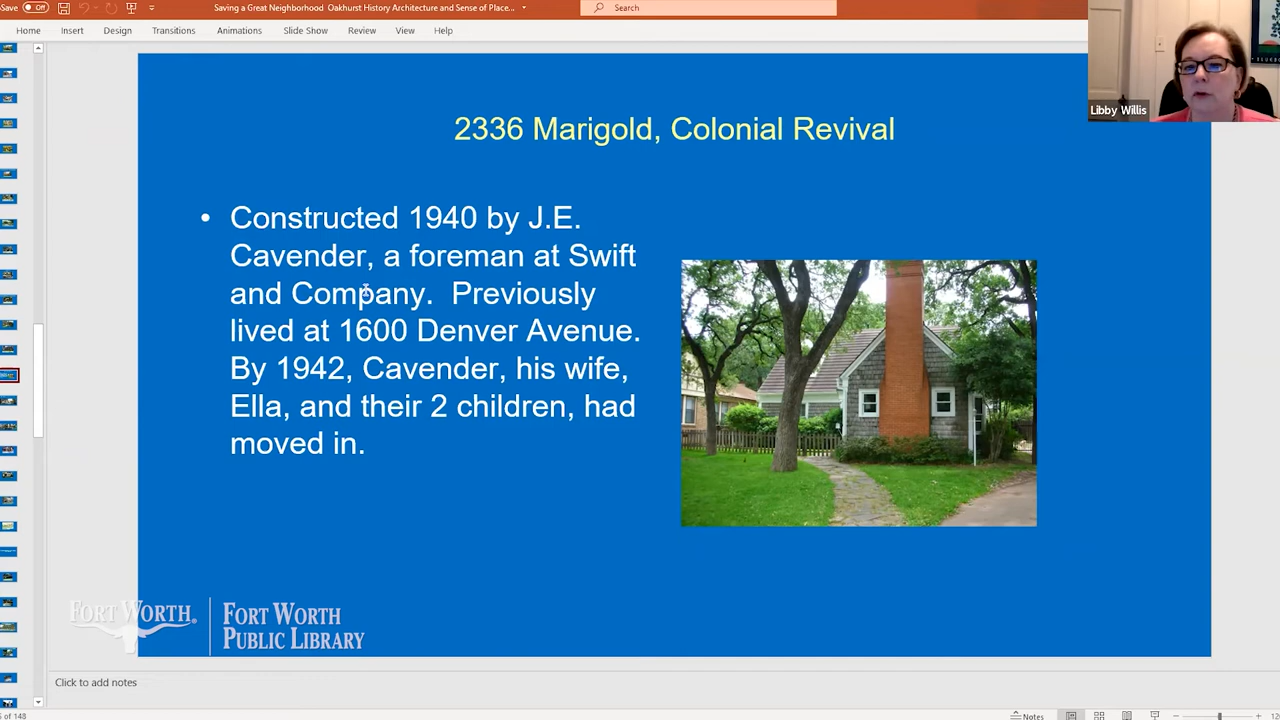 Save Off Saving a Great Neighborhood Oakhurst History Architecture and Sense of Place... Search
Home Insert Design Transitions Animations Slide Show Review View Help
Libby Willis
2336 Marigold, Colonial Revival
• Constructed 1940 by J.E.
Cavender, a foreman at Swift
and Company. Previously
lived at 1600 Denver Avenue.
By 1942, Cavender, his wife,
Ella, and their 2 children, had
moved in.
FORT WORTH®
FORT WORTH
PUBLIC LIBRARY
Click to add notes
of 148 Notes